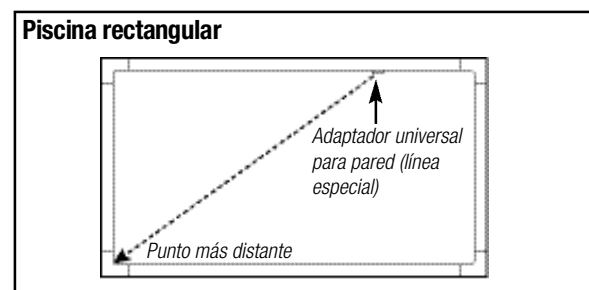 Piscina rectangular
Adaptador universal
para pared (línea
especial)
Punto más distante